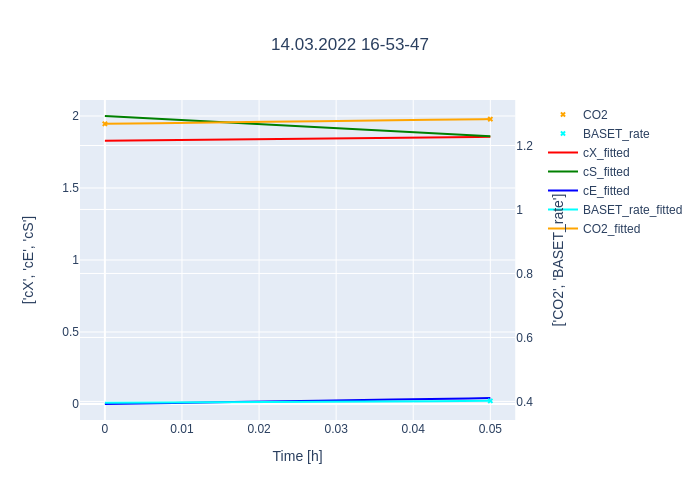 14.03.2022 16-53-47
2
1.5
1
0.5
0
1.2
1
0.8
0.6
0.4
0
0.01
0.02
0.03
0.04
0.05
Time [h]
['cX', 'cE', 'cS']
['CO2', 'BASET_rate']
CO2
BASET_rate
cX_fitted
cS_fitted
cE_fitted
BASET_rate_fitted
CO2_fitted